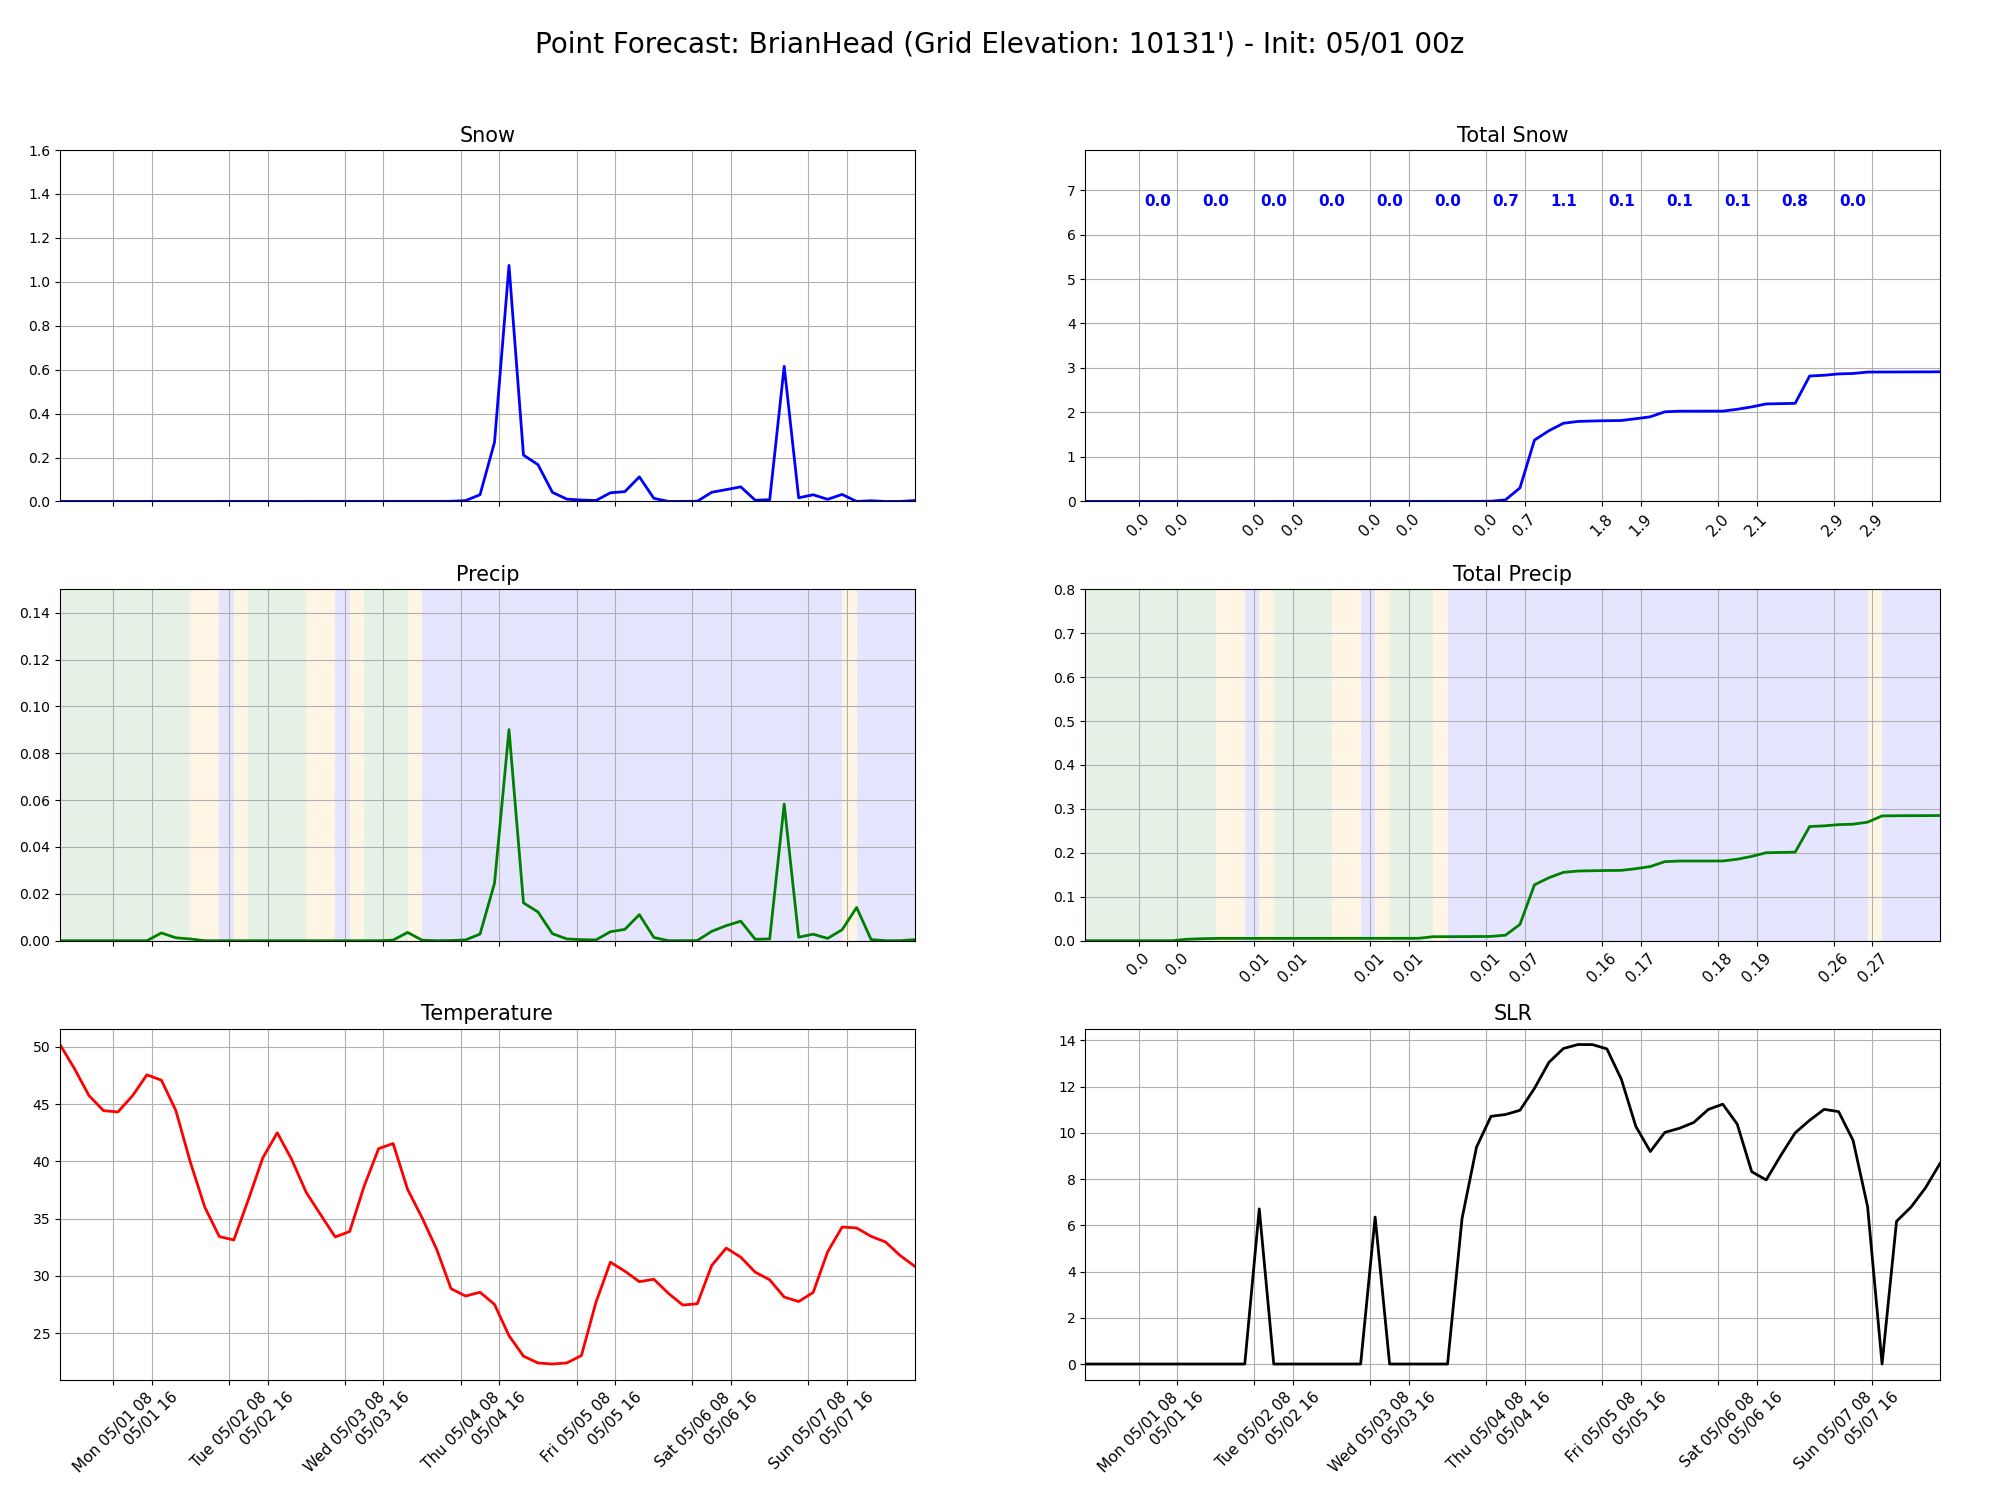 Point Forecast: BrianHead (Grid Elevation: 10131') - Init: 05/01 00z
Snow
1.6
1.4
1.2
1.0
0.8
0.6
0.4
0.2
0.0
Total Snow
7
6
5
4
3
2
1
0
0.0 0.0 0.0 0.0 0.0 0.0 0.7 1.1 0.1 0.1 0.1 0.8 0.0
0.0 0.0 0.0 0.0 0.0 0.0 0.0 0.7 1.8 1.9 2.0 2.1 2.9 2.9
Precip
0.14
0.12
0.10
0.08
0.06
0.04
0.02
0.00
Total Precip
0.8
0.7
0.6
0.5
0.4
0.3
0.2
0.1
0.0
0.0 0.0 0.01 0.01 0.01 0.01 0.01 0.07 0.16 0.17 0.18 0.19 0.26 0.27
Temperature
50
45
40
35
30
25
Mon 05/01 08
05/01 16
Tue 05/02 08
05/02 16
Wed 05/03 08
05/03 16
Thu 05/04 08
05/04 16
Fri 05/05 08
05/05 16
Sat 05/06 08
05/06 16
Sun 05/07 08
05/07 16
SLR
14
12
10
8
6
4
2
0
Mon 05/01 08
05/01 16
Tue 05/02 08
05/02 16
Wed 05/03 08
05/03 16
Thu 05/04 08
05/04 16
Fri 05/05 08
05/05 16
Sat 05/06 08
05/06 16
Sun 05/07 08
05/07 16